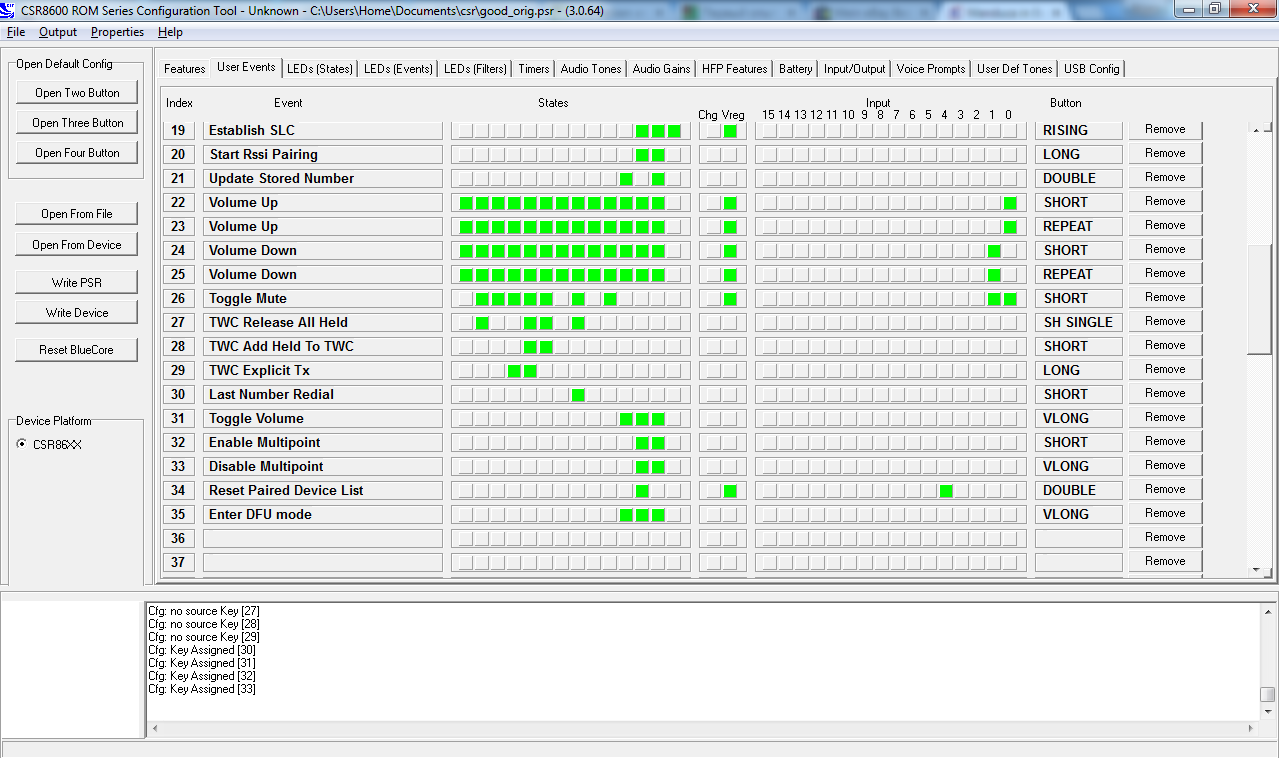 CSR8600 ROM Series Configuration Tool - Unknown - C:\Users\Home\Documents\csr\good_orig.psr - (3.0.64)
File Output Properties Help
Open Default Config
Open Two Button
Open Three Button
Open Four Button
Open From File
Open From Device
Write PSR
Write Device
Reset BlueCore
Device Platform
CSR86XX
Features User Events LEDs (States) LEDs (Events) LEDs (Filters) Timers Audio Tones Audio Gains HFP Features Battery Input/Output Voice Prompts User Def Tones USB Config
Index Event States Input Button
Chg Vreg 15 14 13 12 11 10 9 8 7 6 5 4 3 2 1 0
19 Establish SLC RISING Remove
20 Start Rssi Pairing LONG Remove
21 Update Stored Number DOUBLE Remove
22 Volume Up SHORT Remove
23 Volume Up REPEAT Remove
24 Volume Down SHORT Remove
25 Volume Down REPEAT Remove
26 Toggle Mute SHORT Remove
27 TWC Release All Held SH SINGLE Remove
28 TWC Add Held To TWC SHORT Remove
29 TWC Explicit Tx LONG Remove
30 Last Number Redial SHORT Remove
31 Toggle Volume VLONG Remove
32 Enable Multipoint SHORT Remove
33 Disable Multipoint VLONG Remove
34 Reset Paired Device List DOUBLE Remove
35 Enter DFU mode VLONG Remove
36 Remove
37 Remove
Cfg: no source Key [27]
Cfg: no source Key [28]
Cfg: no source Key [29]
Cfg: Key Assigned [30]
Cfg: Key Assigned [31]
Cfg: Key Assigned [32]
Cfg: Key Assigned [33]